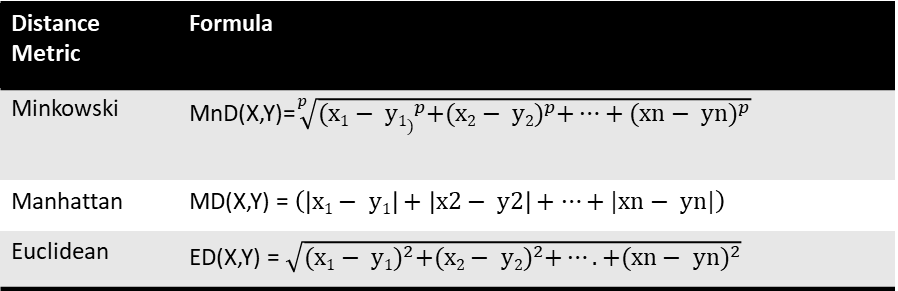 Distance Metric Formula
Minkowski MnD(X,Y)=ᵖ√(x₁ − y₁₎ᵖ+(x₂ − y₂)ᵖ+ ⋯ + (xn − yn)ᵖ
Manhattan MD(X,Y) = (|x₁ − y₁| + |x2 − y2| + ⋯ + |xn − yn|)
Euclidean ED(X,Y) = √(x₁ − y₁)²+(x₂ − y₂)²+ ⋯ . +(xn − yn)²